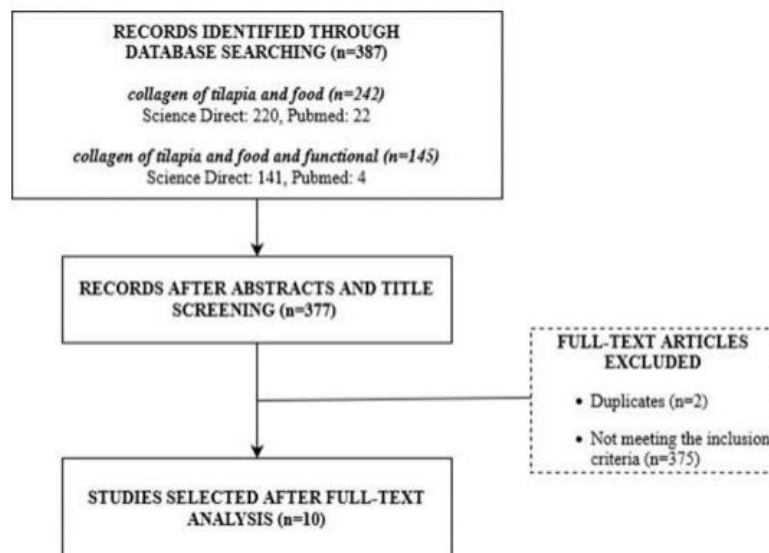 RECORDS IDENTIFIED THROUGH
DATABASE SEARCHING (n=387)
collagen of tilapia and food (n=242)
Science Direct: 220, Pubmed: 22
collagen of tilapia and food and functional (n=145)
Science Direct: 141, Pubmed: 4
RECORDS AFTER ABSTRACTS AND TITLE
SCREENING (n=377)
FULL-TEXT ARTICLES
EXCLUDED
• Duplicates (n=2)
• Not meeting the inclusion
criteria (n=375)
STUDIES SELECTED AFTER FULL-TEXT
ANALYSIS (n=10)